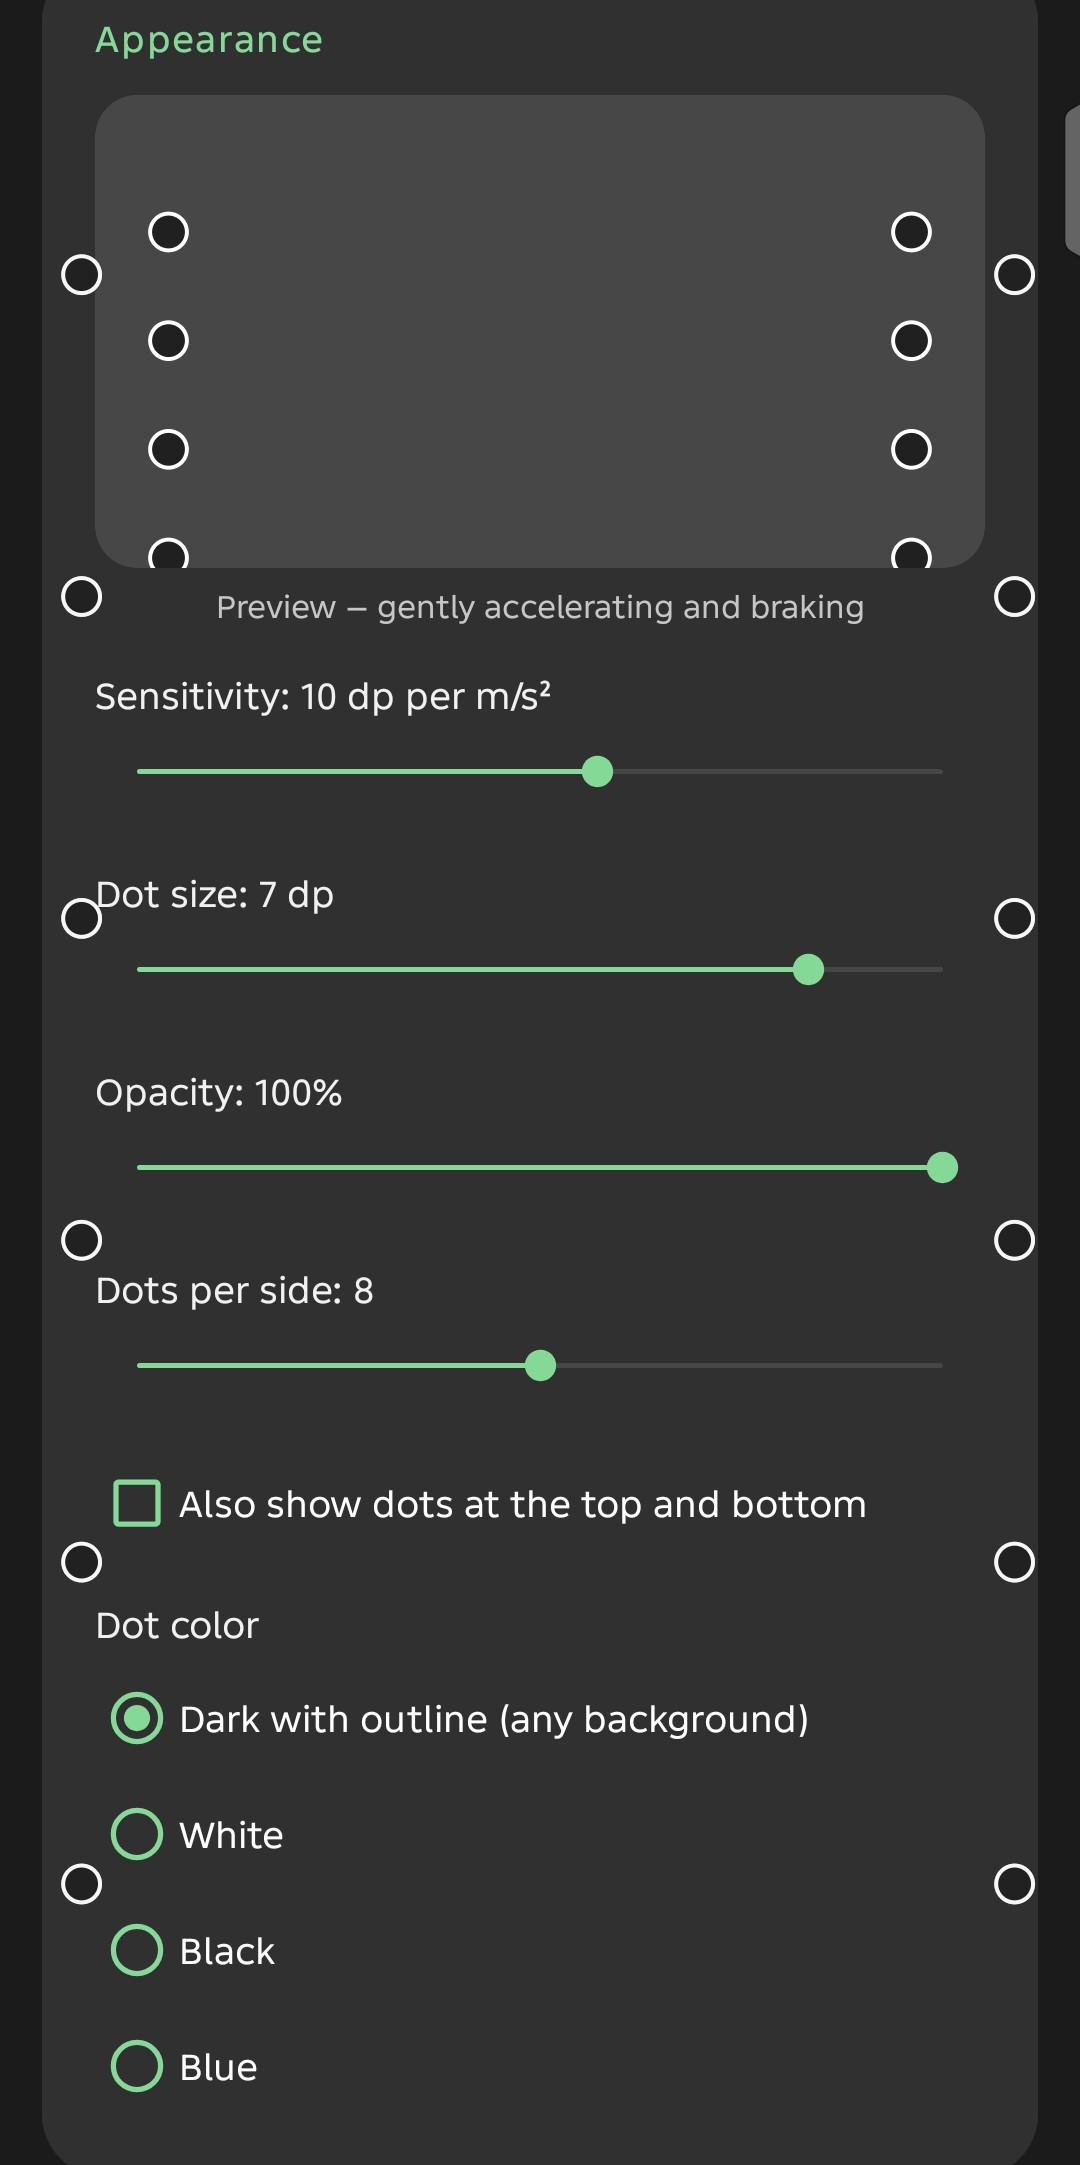 Appearance
Preview – gently accelerating and braking
Sensitivity: 10 dp per m/s²
Dot size: 7 dp
Opacity: 100%
Dots per side: 8
Also show dots at the top and bottom
Dot color
Dark with outline (any background)
White
Black
Blue